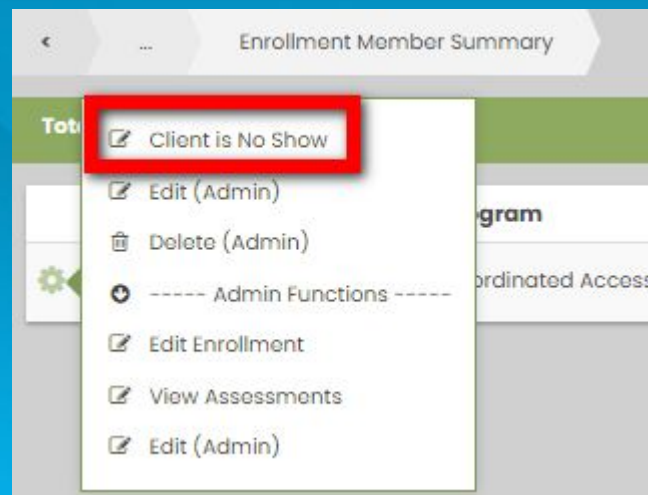 < ... Enrollment Member Summary
Client is No Show
Edit (Admin)
Delete (Admin)
----- Admin Functions -----
Edit Enrollment
View Assessments
Edit (Admin)